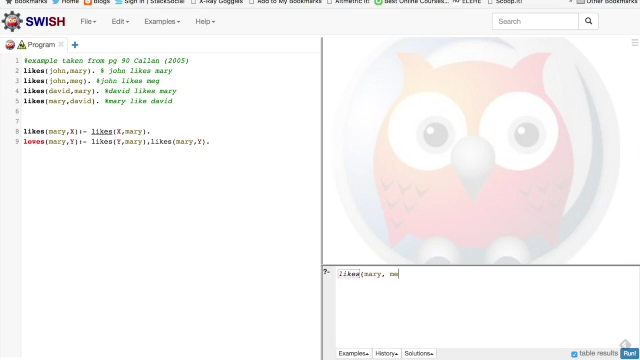 Bookmarks Home Blogs Sign In | StackSocial X-Ray Goggles Add to My Bookmarks Best Online Courses... ELEHE Scoop.it! » Other Bookmarks
SWISH File Edit Examples Help Search
Program
1 %example taken from pg 90 Callan (2005)
2 likes(john,mary). % john likes mary
3 likes(john,meg). %john likes meg
4 likes(david,mary). %david likes mary
5 likes(mary,david). %mary like david
6
7
8 likes(mary,X):- likes(X,mary).
9 loves(mary,Y):- likes(Y,mary),likes(mary,Y).
?- likes(mary, me
Examples History Solutions table results Run!